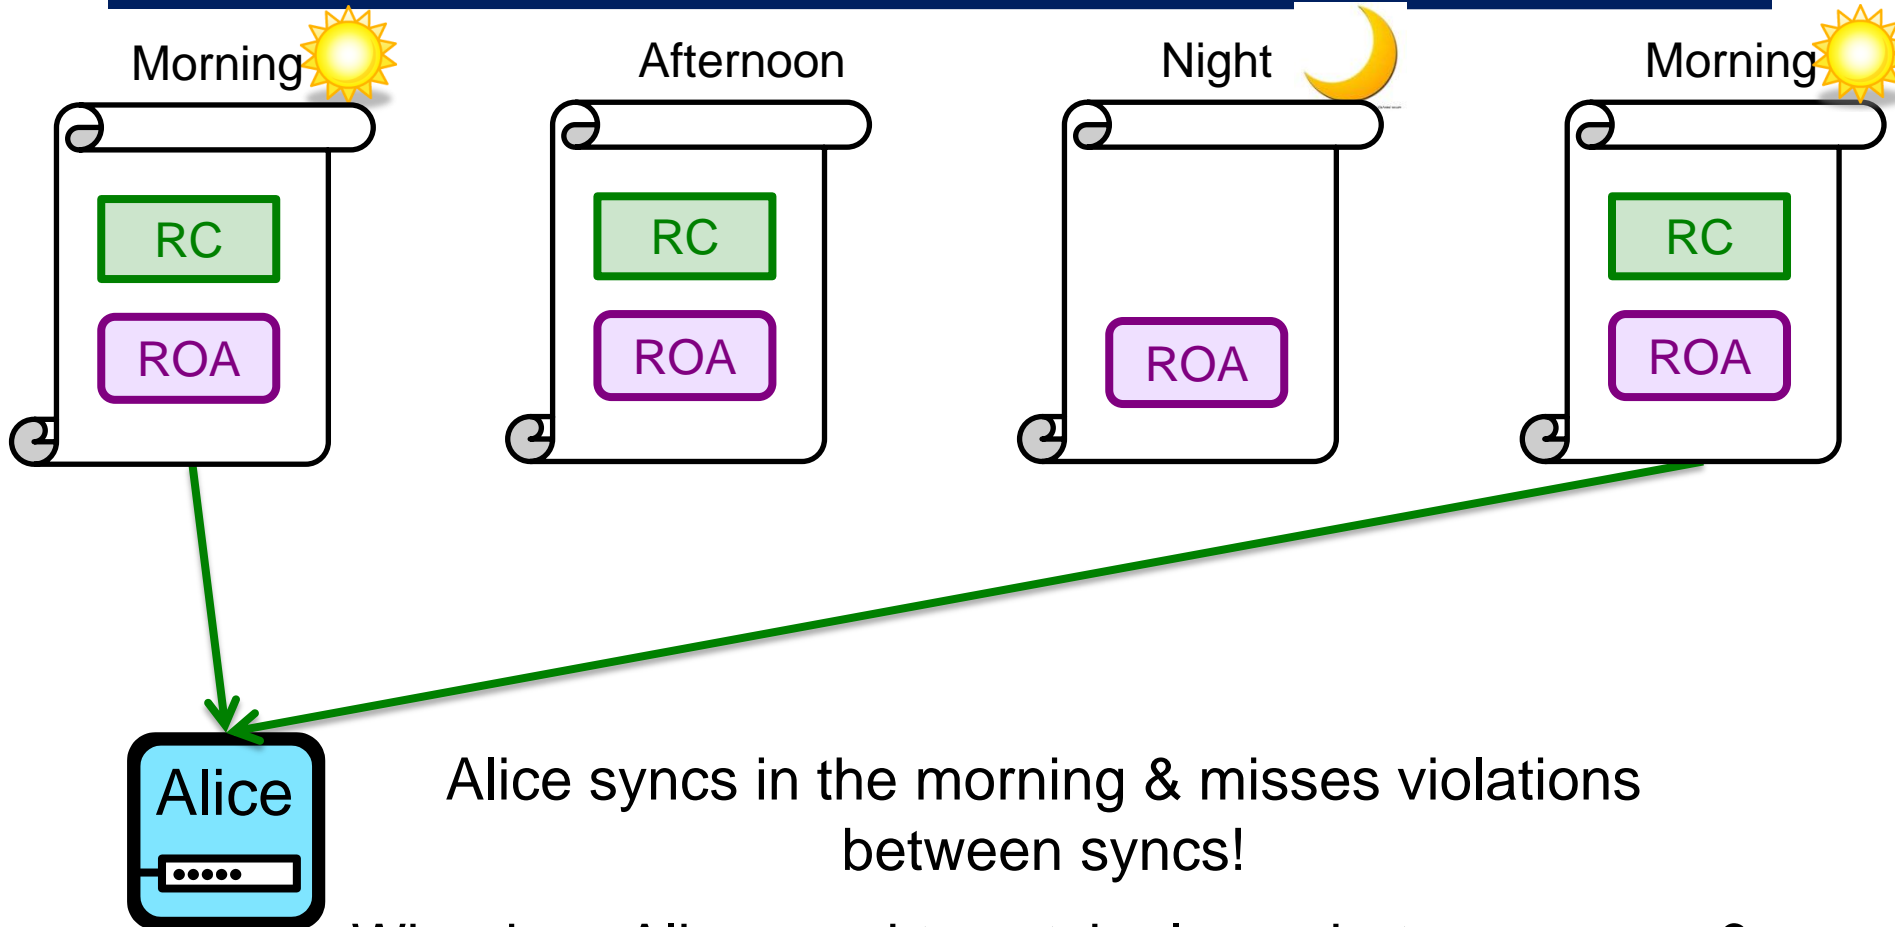 Morning Afternoon Night Morning
RC RC RC
ROA ROA ROA ROA
Alice
Alice syncs in the morning & misses violations
between syncs!